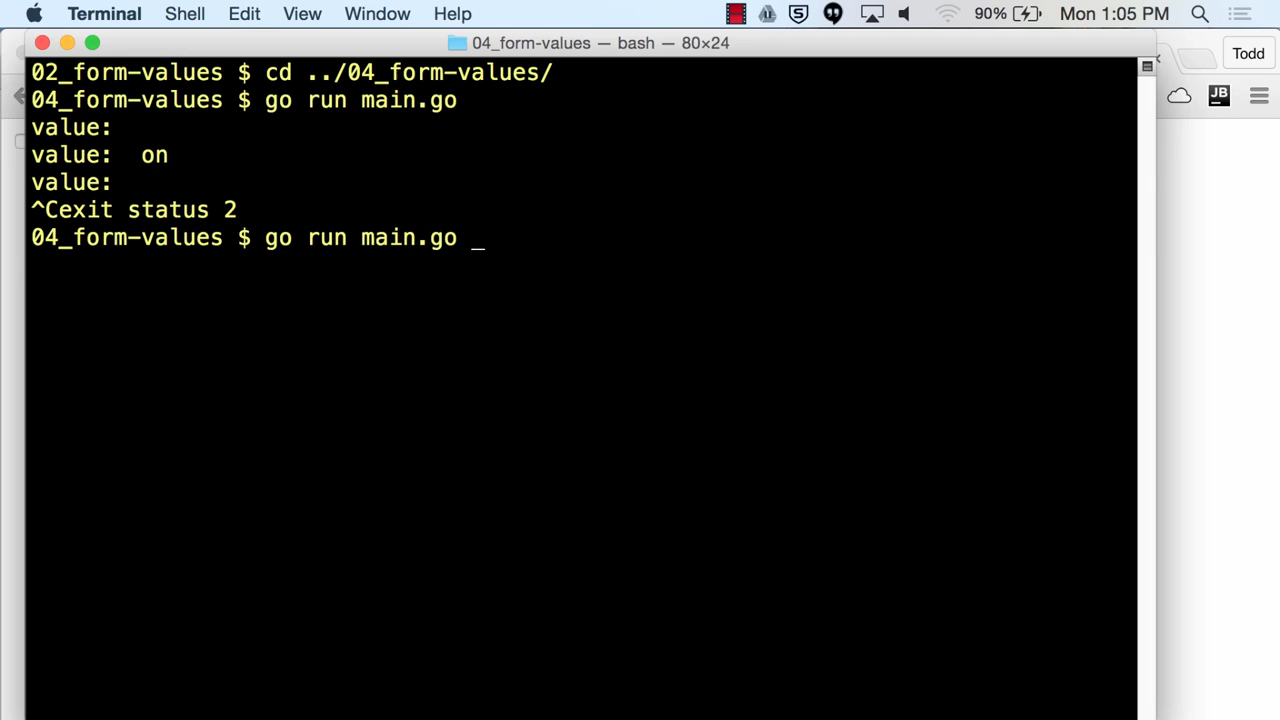 Terminal Shell Edit View Window Help 90% Mon 1:05 PM
04_form-values — bash — 80×24
Todd
JB
02_form-values $ cd ../04_form-values/
04_form-values $ go run main.go
value:
value:  on
value:
^Cexit status 2
04_form-values $ go run main.go _